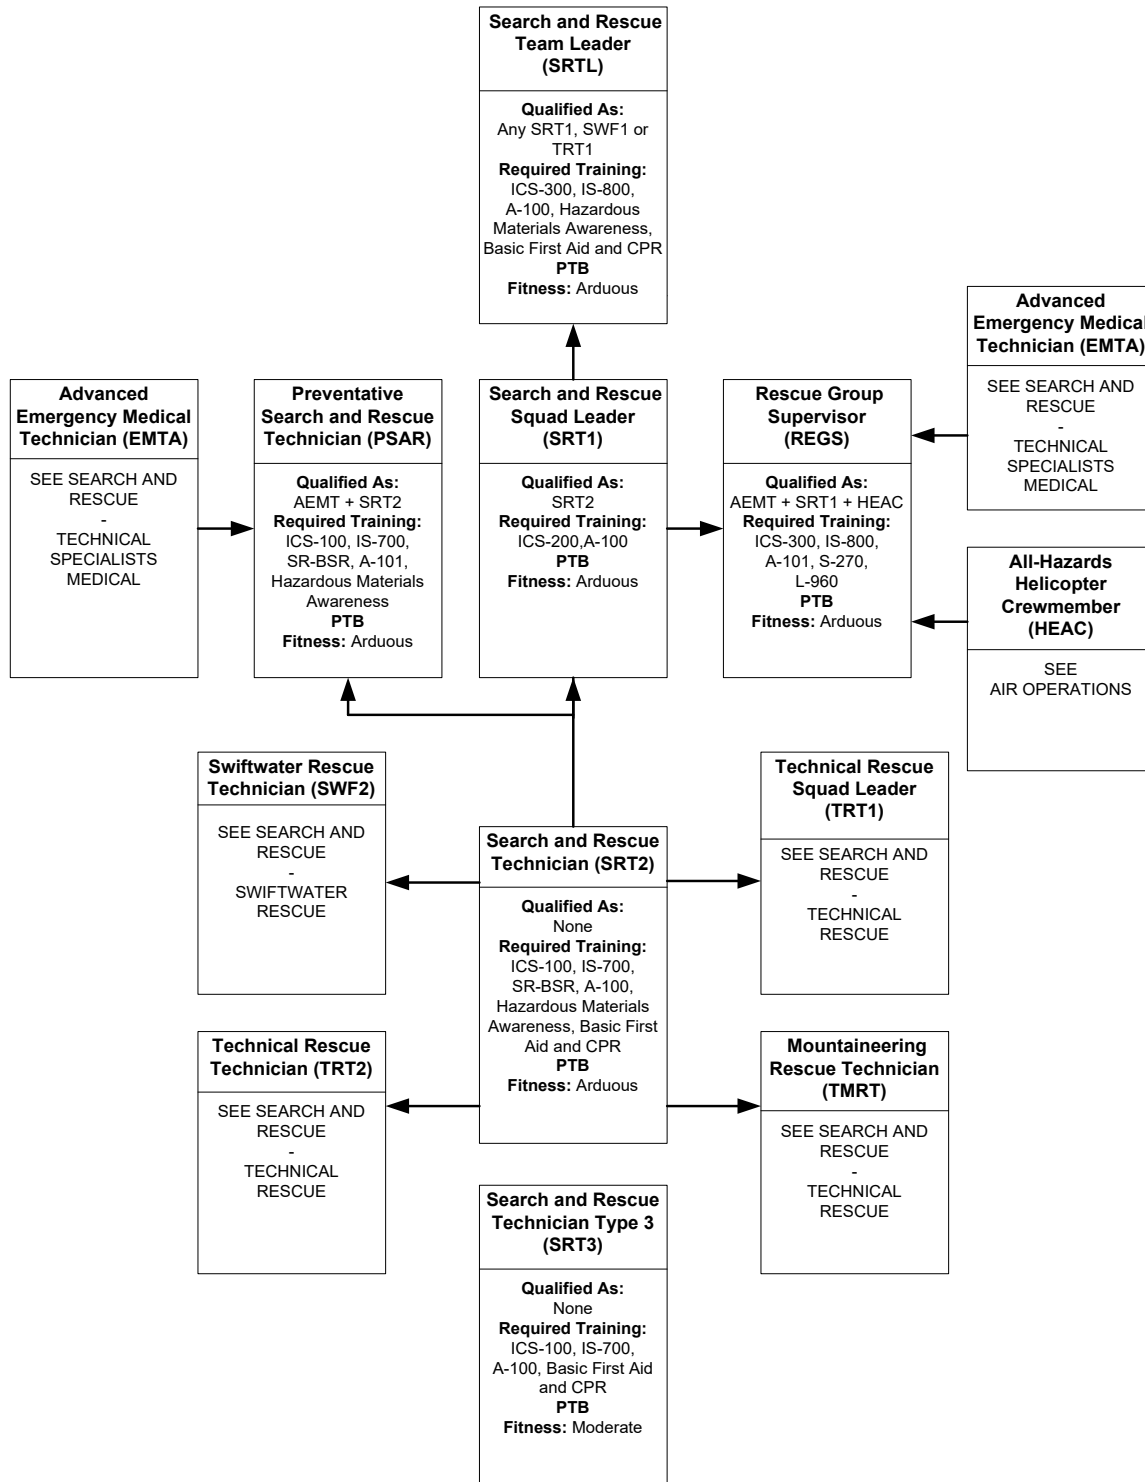 Search and Rescue
Team Leader
(SRTL)
Qualified As:
Any SRT1, SWF1 or
TRT1
Required Training:
ICS-300, IS-800,
A-100, Hazardous
Materials Awareness,
Basic First Aid and CPR
PTB
Fitness: Arduous
Advanced
Emergency Medical
Technician (EMTA)
SEE SEARCH AND
RESCUE
-
TECHNICAL
SPECIALISTS
MEDICAL
Advanced
Emergency Medical
Technician (EMTA)
SEE SEARCH AND
RESCUE
-
TECHNICAL
SPECIALISTS
MEDICAL
Preventative
Search and Rescue
Technician (PSAR)
Qualified As:
AEMT + SRT2
Required Training:
ICS-100, IS-700,
SR-BSR, A-101,
Hazardous Materials
Awareness
PTB
Fitness: Arduous
Search and Rescue
Squad Leader
(SRT1)
Qualified As:
SRT2
Required Training:
ICS-200,A-100
PTB
Fitness: Arduous
Rescue Group
Supervisor
(REGS)
Qualified As:
AEMT + SRT1 + HEAC
Required Training:
ICS-300, IS-800,
A-101, S-270,
L-960
PTB
Fitness: Arduous
All-Hazards
Helicopter
Crewmember
(HEAC)
SEE
AIR OPERATIONS
Swiftwater Rescue
Technician (SWF2)
SEE SEARCH AND
RESCUE
-
SWIFTWATER
RESCUE
Search and Rescue
Technician (SRT2)
Qualified As:
None
Required Training:
ICS-100, IS-700,
SR-BSR, A-100,
Hazardous Materials
Awareness, Basic First
Aid and CPR
PTB
Fitness: Arduous
Technical Rescue
Squad Leader
(TRT1)
SEE SEARCH AND
RESCUE
-
TECHNICAL
RESCUE
Technical Rescue
Technician (TRT2)
SEE SEARCH AND
RESCUE
-
TECHNICAL
RESCUE
Mountaineering
Rescue Technician
(TMRT)
SEE SEARCH AND
RESCUE
-
TECHNICAL
RESCUE
Search and Rescue
Technician Type 3
(SRT3)
Qualified As:
None
Required Training:
ICS-100, IS-700,
A-100, Basic First Aid
and CPR
PTB
Fitness: Moderate